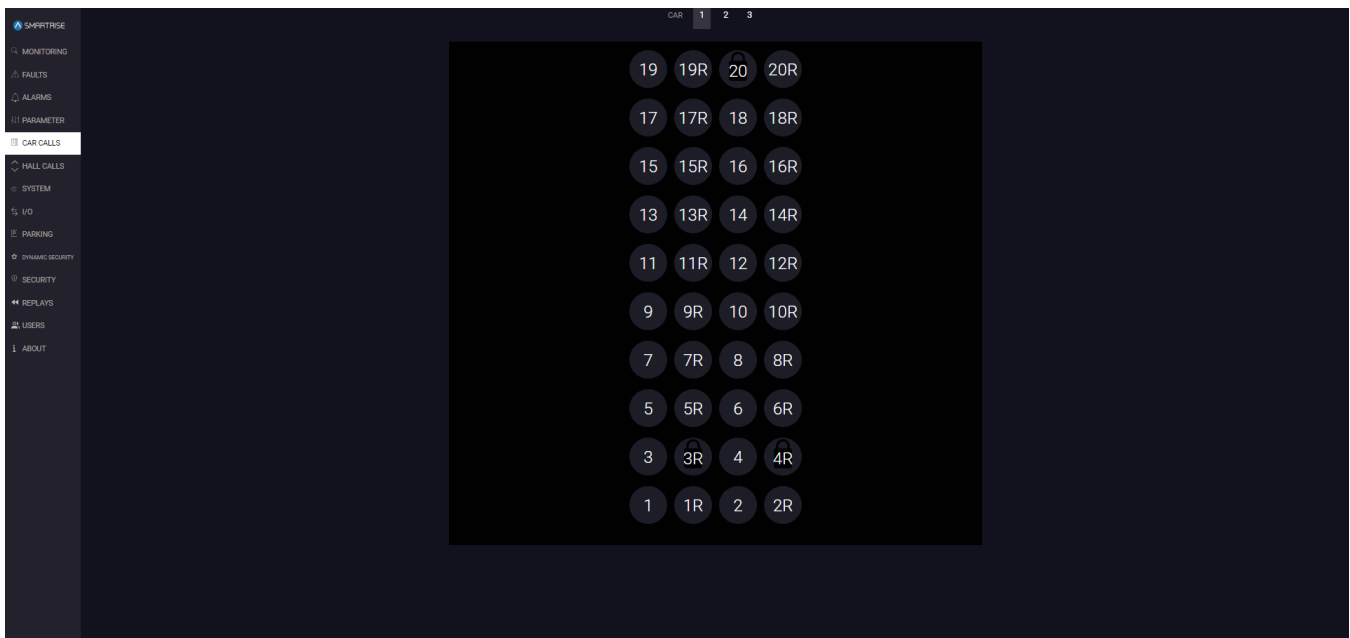 SMARTRISE
MONITORING
FAULTS
ALARMS
PARAMETER
CAR CALLS
HALL CALLS
SYSTEM
I/O
PARKING
DYNAMIC SECURITY
SECURITY
REPLAYS
USERS
ABOUT
CAR 1 2 3
19 19R 20 20R
17 17R 18 18R
15 15R 16 16R
13 13R 14 14R
11 11R 12 12R
9 9R 10 10R
7 7R 8 8R
5 5R 6 6R
3 3R 4 4R
1 1R 2 2R